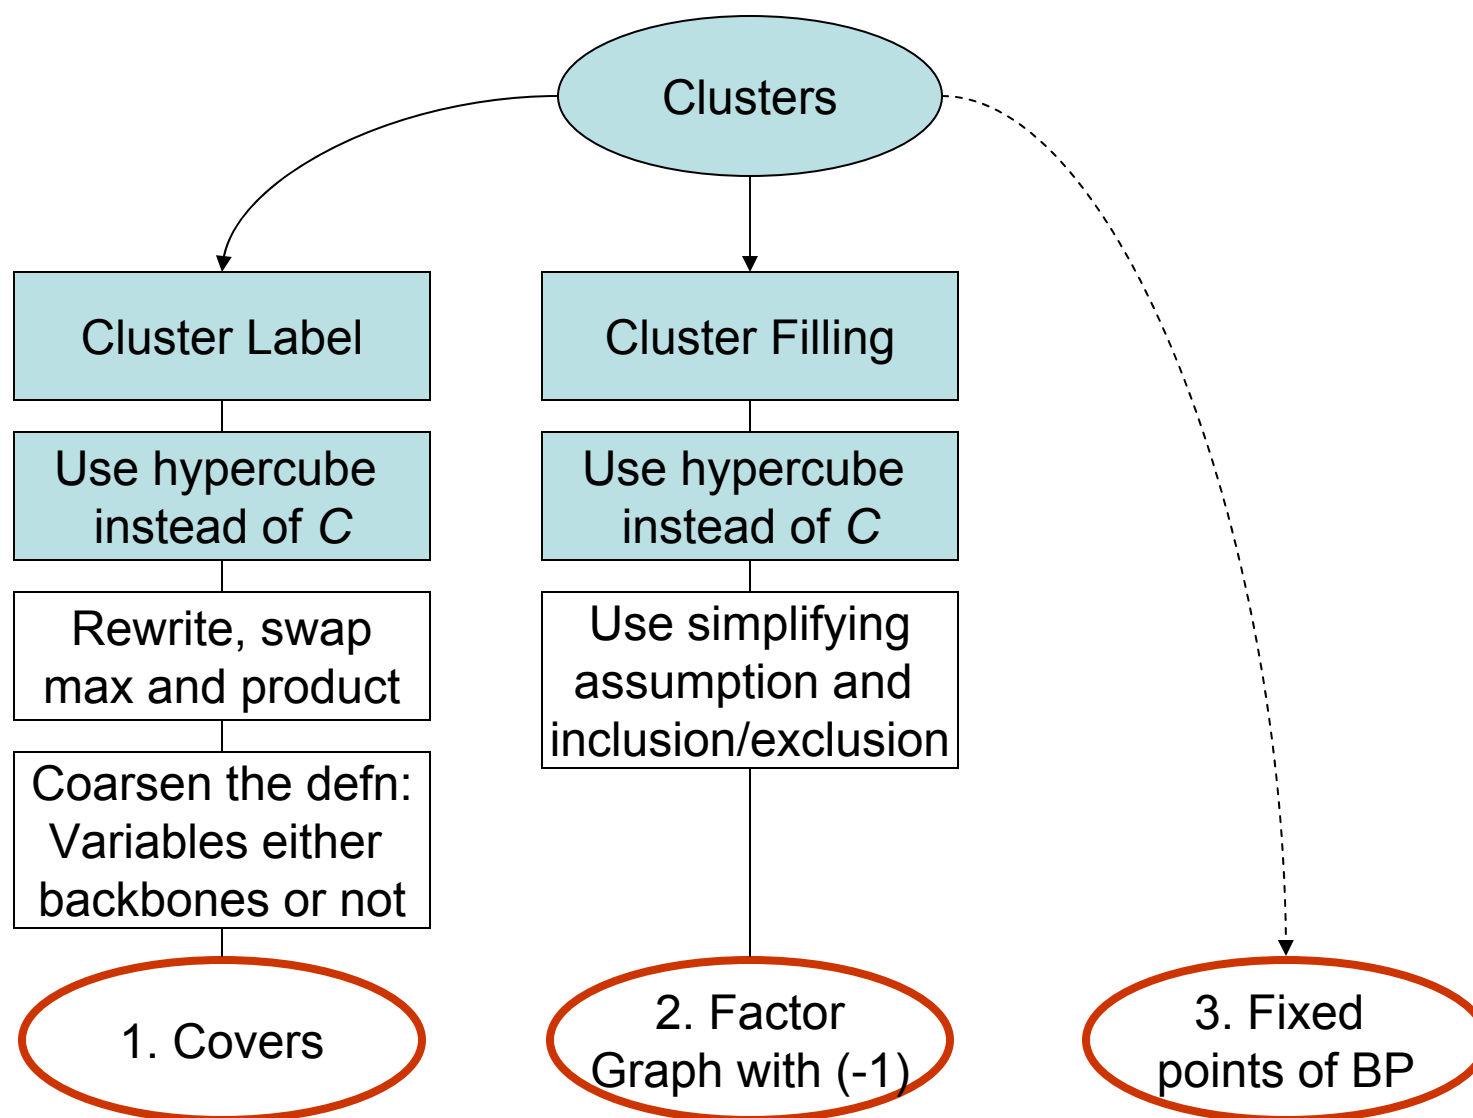 Clusters
Cluster Label
Use hypercube
instead of C
Rewrite, swap
max and product
Coarsen the defn:
Variables either
backbones or not
1. Covers
Cluster Filling
Use hypercube
instead of C
Use simplifying
assumption and
inclusion/exclusion
2. Factor
Graph with (-1)
3. Fixed
points of BP